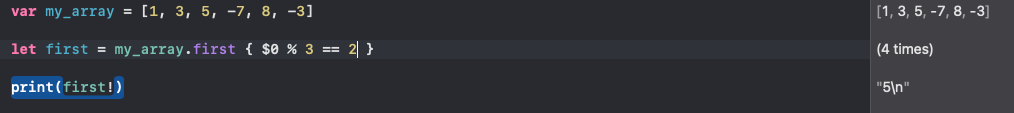 var my_array = [1, 3, 5, -7, 8, -3]
[1, 3, 5, -7, 8, -3]
let first = my_array.first { $0 % 3 == 2 }
(4 times)
print(first!)
"5\n"